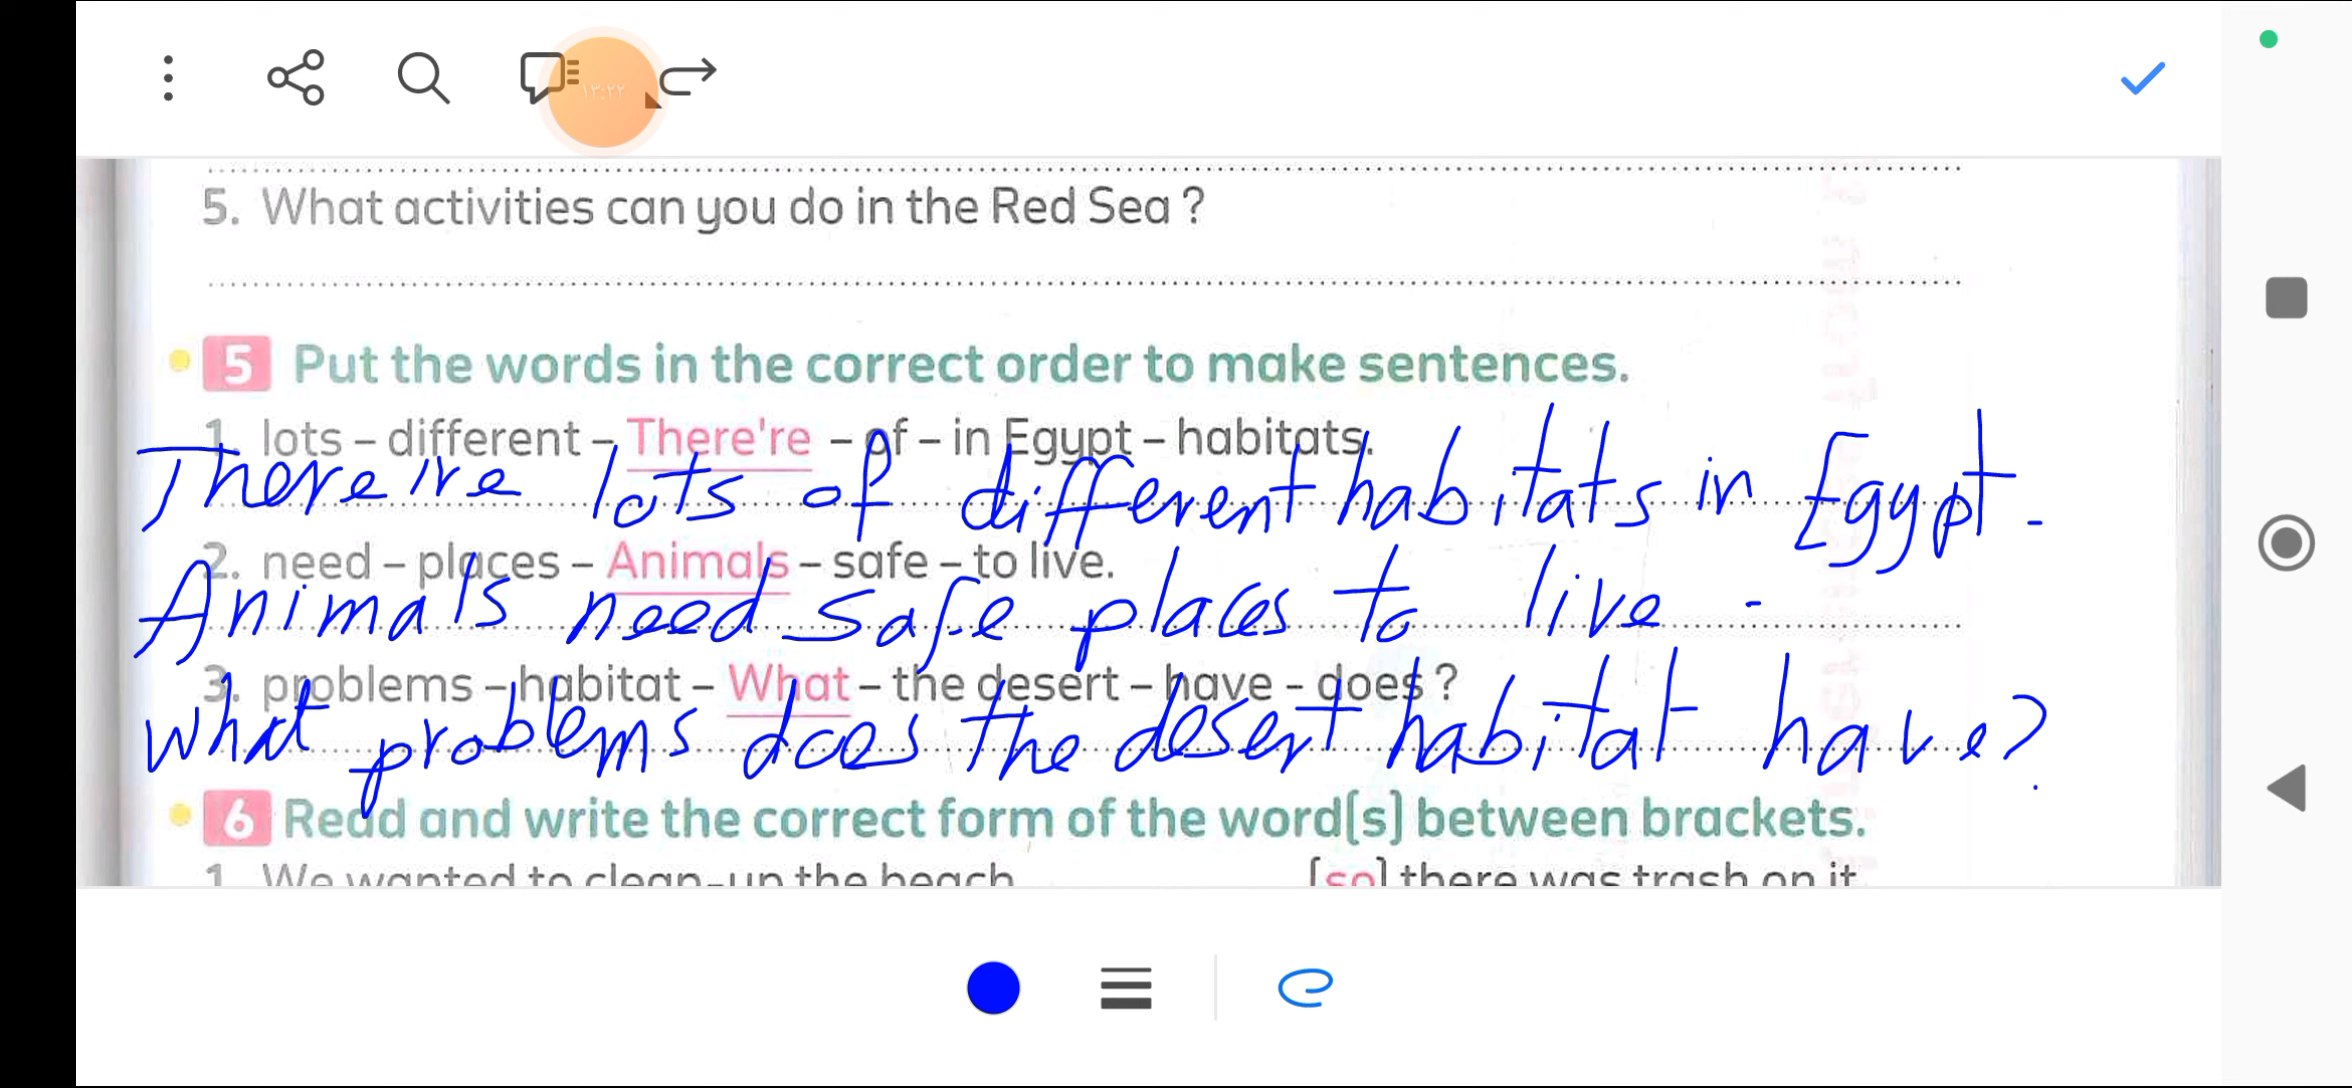 ١٣:٢٢
5. What activities can you do in the Red Sea ?
5 Put the words in the correct order to make sentences.
1. lots – different – There're – of – in Egypt – habitats.
There're lots of different habitats in Egypt.
2. need – places – Animals – safe – to live.
Animals need safe places to live.
3. problems – habitat – What – the desert – have - does ?
What problems does the desert habitat have?
6 Read and write the correct form of the word(s) between brackets.
1. We wanted to clean-up the beach (so) there was trash on it